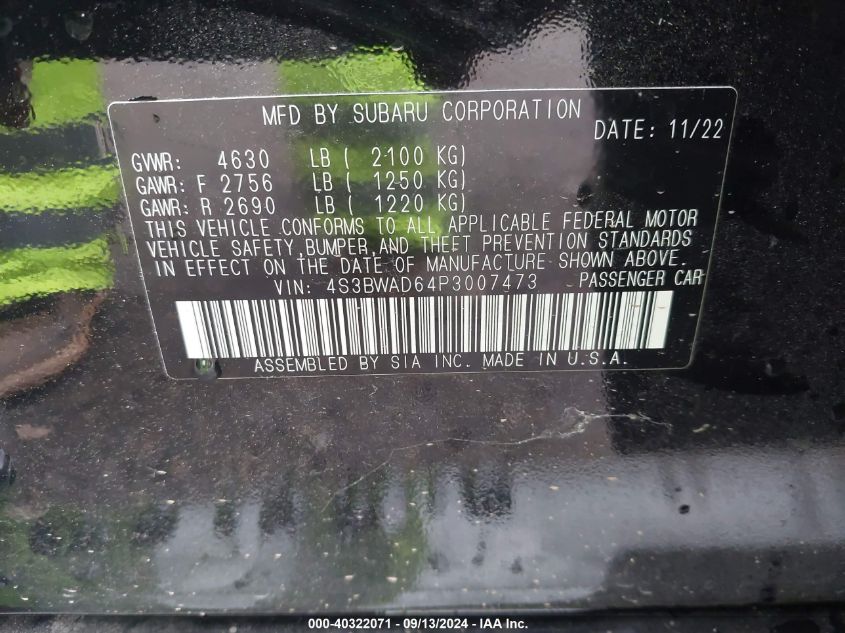 MFD BY SUBARU CORPORATION
DATE: 11/22
GVWR: 4630 LB ( 2100 KG)
GAWR: F 2756 LB ( 1250 KG)
GAWR: R 2690 LB ( 1220 KG)
THIS VEHICLE CONFORMS TO ALL APPLICABLE FEDERAL MOTOR
VEHICLE SAFETY,BUMPER,AND THEFT PREVENTION STANDARDS
IN EFFECT ON THE DATE OF MANUFACTURE SHOWN ABOVE.
VIN: 4S3BWAD64P3007473 PASSENGER CAR
ASSEMBLED BY SIA INC. MADE IN U.S.A.
000-40322071 - 09/13/2024 - IAA Inc.